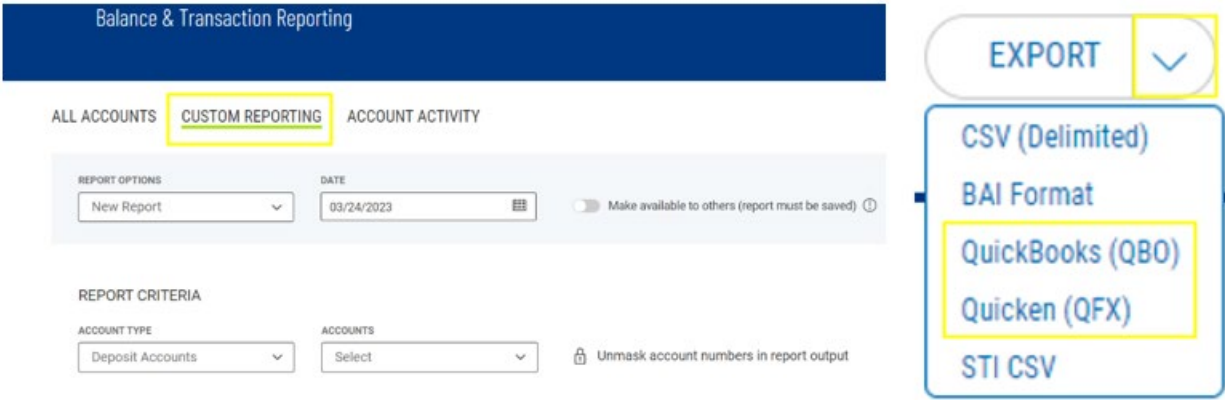 Balance & Transaction Reporting
ALL ACCOUNTS CUSTOM REPORTING ACCOUNT ACTIVITY
REPORT OPTIONS DATE
New Report 03/24/2023 Make available to others (report must be saved)
REPORT CRITERIA
ACCOUNT TYPE ACCOUNTS
Deposit Accounts Select Unmask account numbers in report output
EXPORT
CSV (Delimited)
BAI Format
QuickBooks (QBO)
Quicken (QFX)
STI CSV